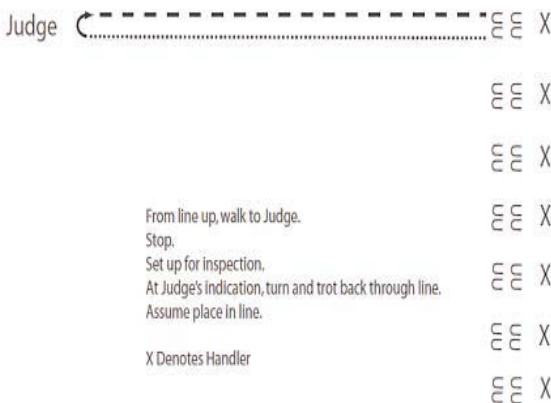 Judge X
X
X
From line up, walk to Judge. X
Stop.
Set up for inspection. X
At Judge's indication, turn and trot back through line.
Assume place in line.
X
X Denotes Handler
X